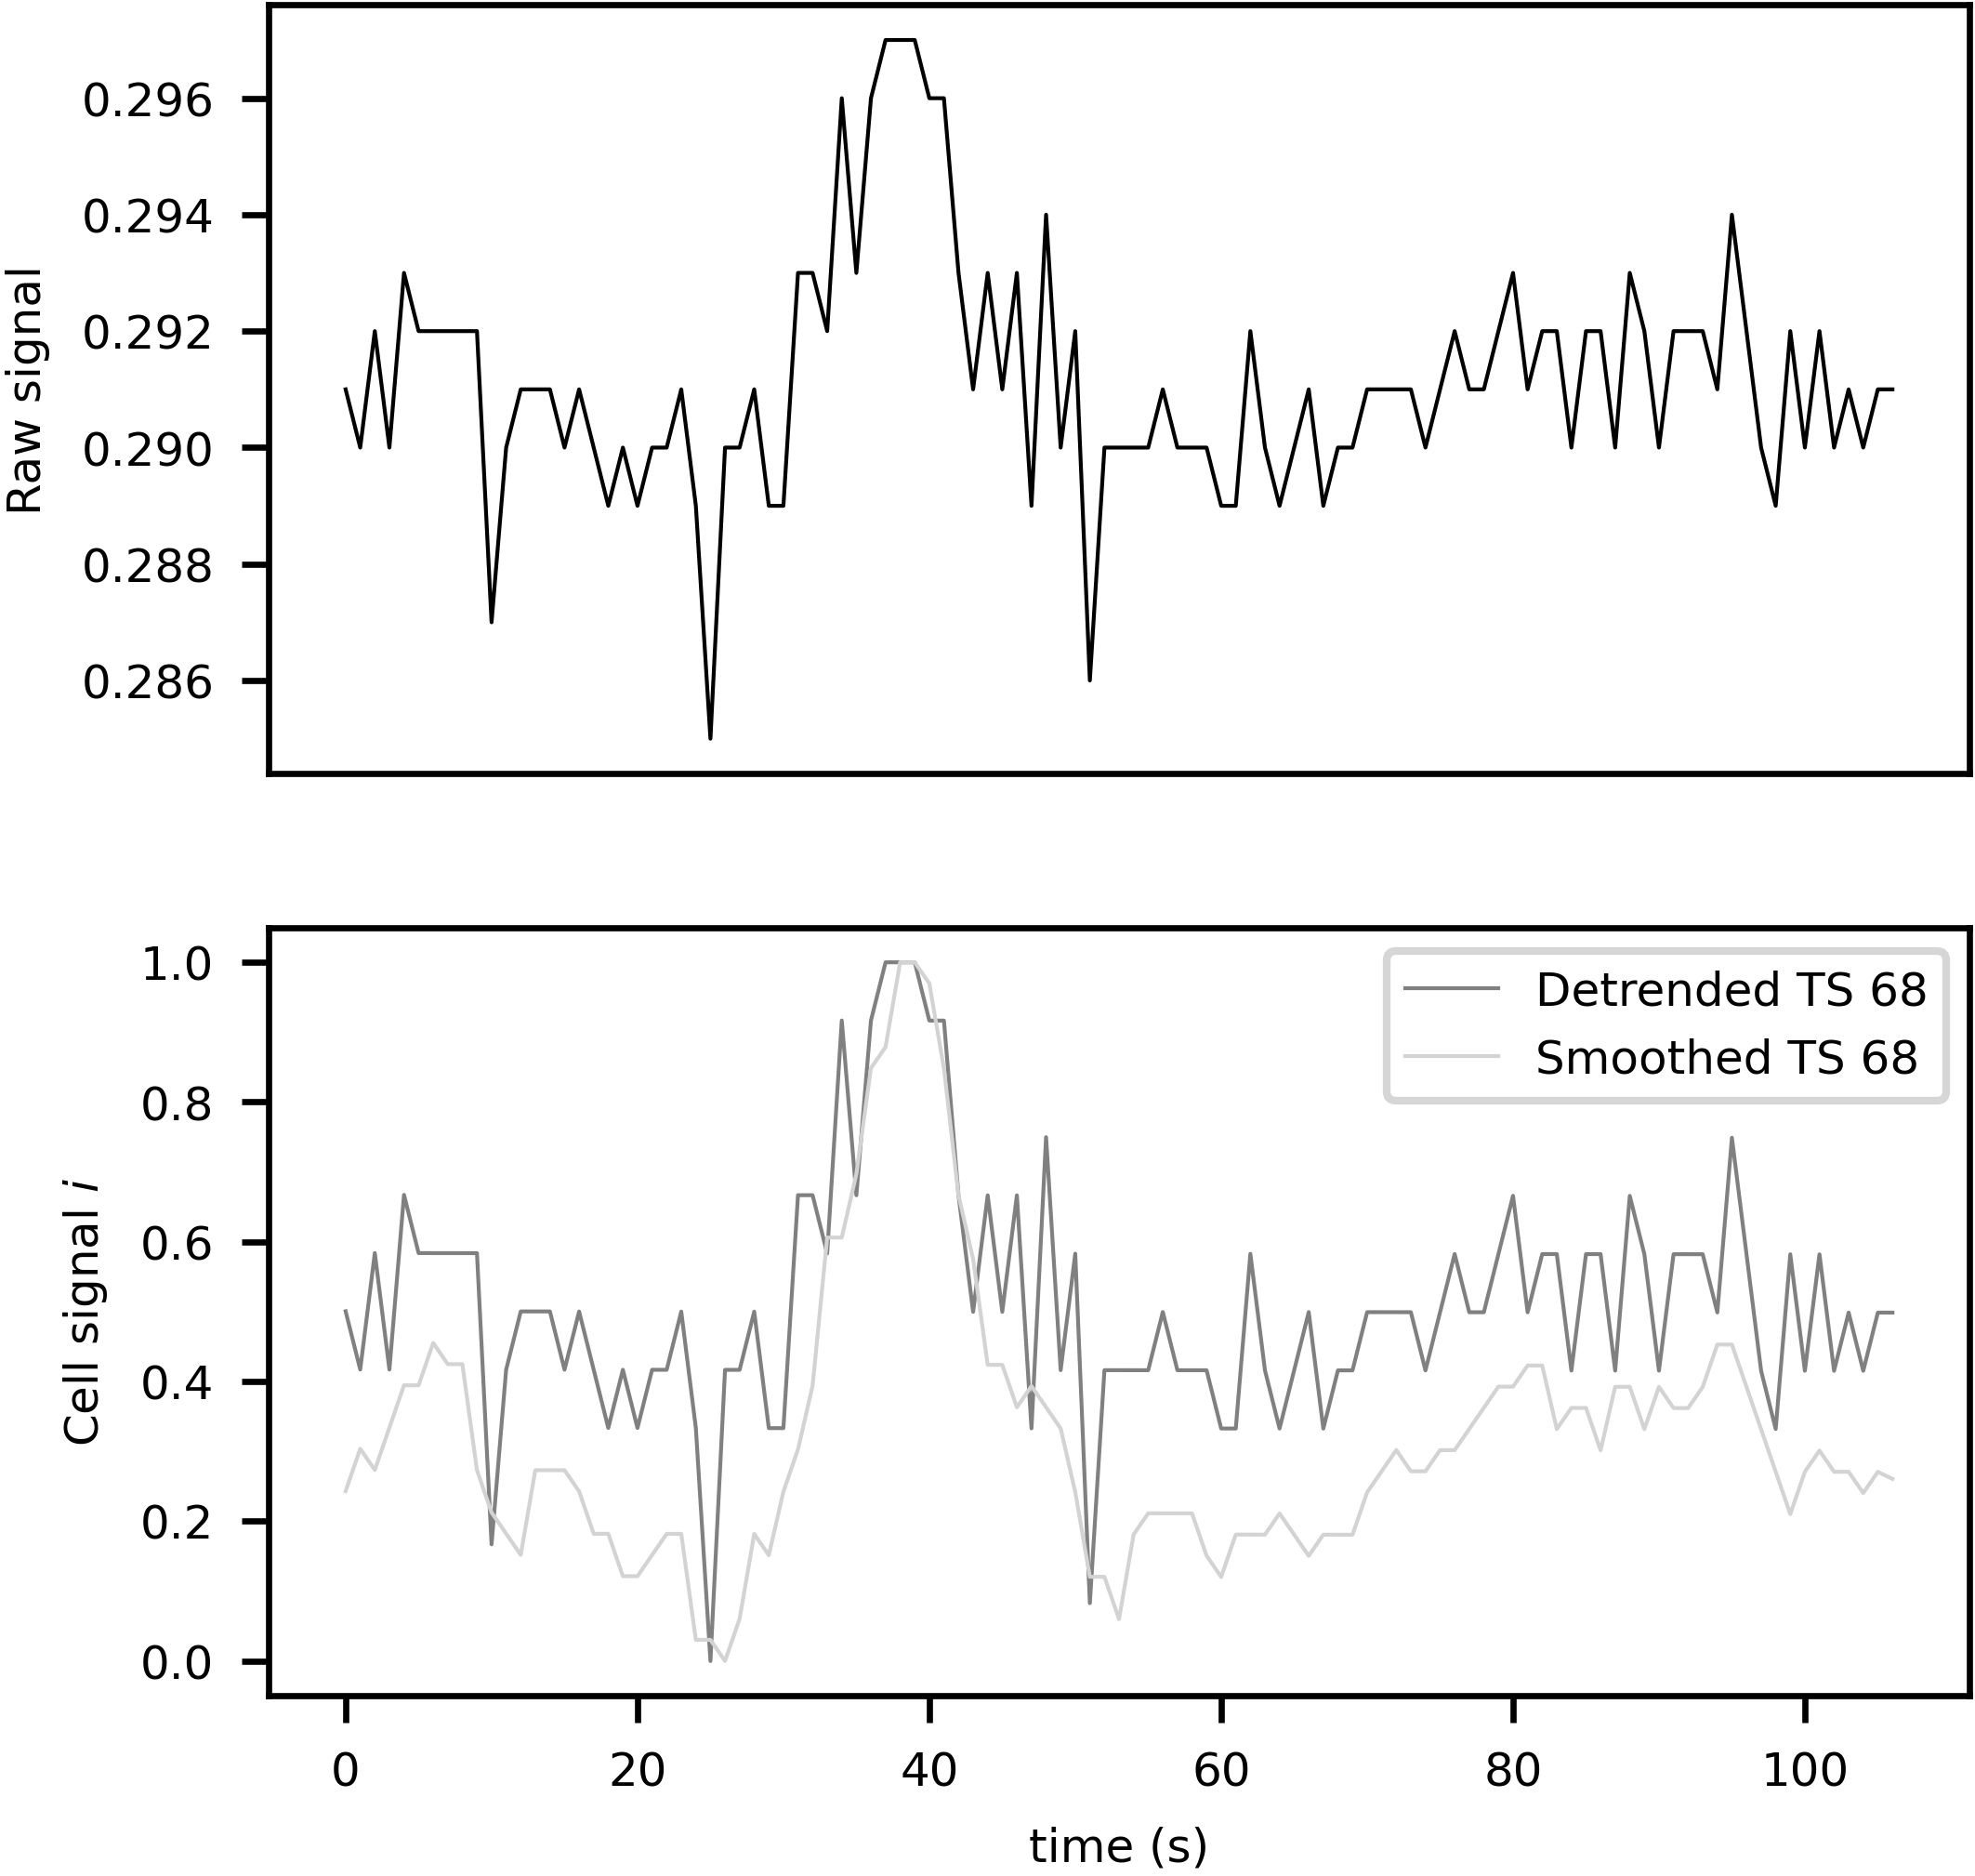 Raw signal
0.296
0.294
0.292
0.290
0.288
0.286
Cell signal i
1.0
0.8
0.6
0.4
0.2
0.0
Detrended TS 68
Smoothed TS 68
0 20 40 60 80 100
time (s)